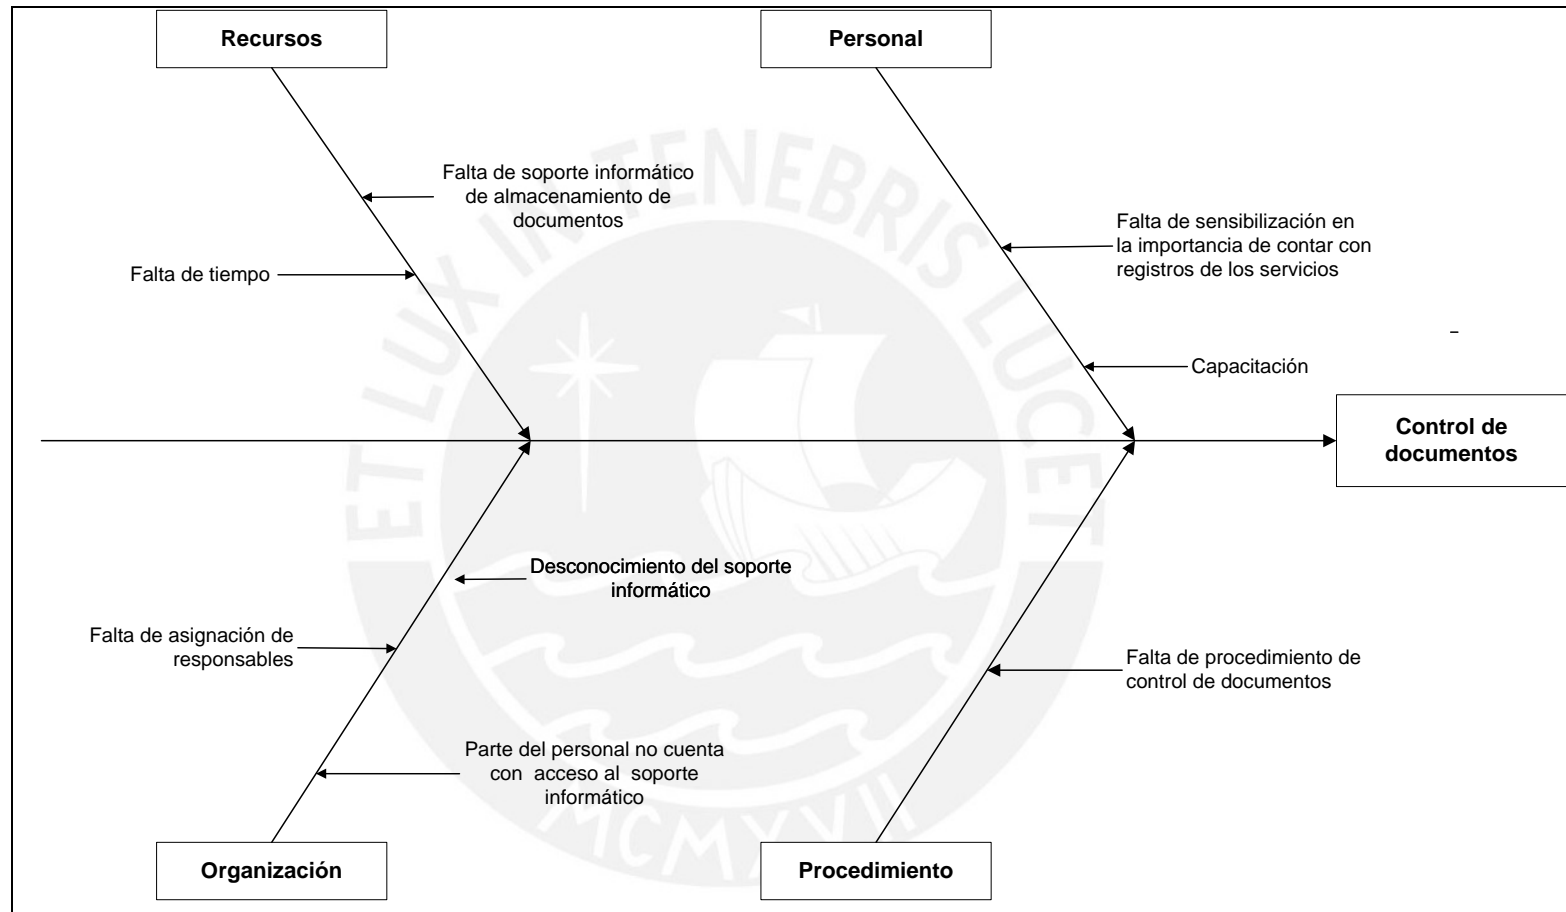 Recursos
Personal
Falta de soporte informático
de almacenamiento de
documentos
Falta de sensibilización en
la importancia de contar con
registros de los servicios
Falta de tiempo
Capacitación
Control de
documentos
Desconocimiento del soporte
informático
Falta de asignación de
responsables
Falta de procedimiento de
control de documentos
Parte del personal no cuenta
con acceso al soporte
informático
Organización
Procedimiento
ET LUX IN TENEBRIS LUCET
MCMXVII